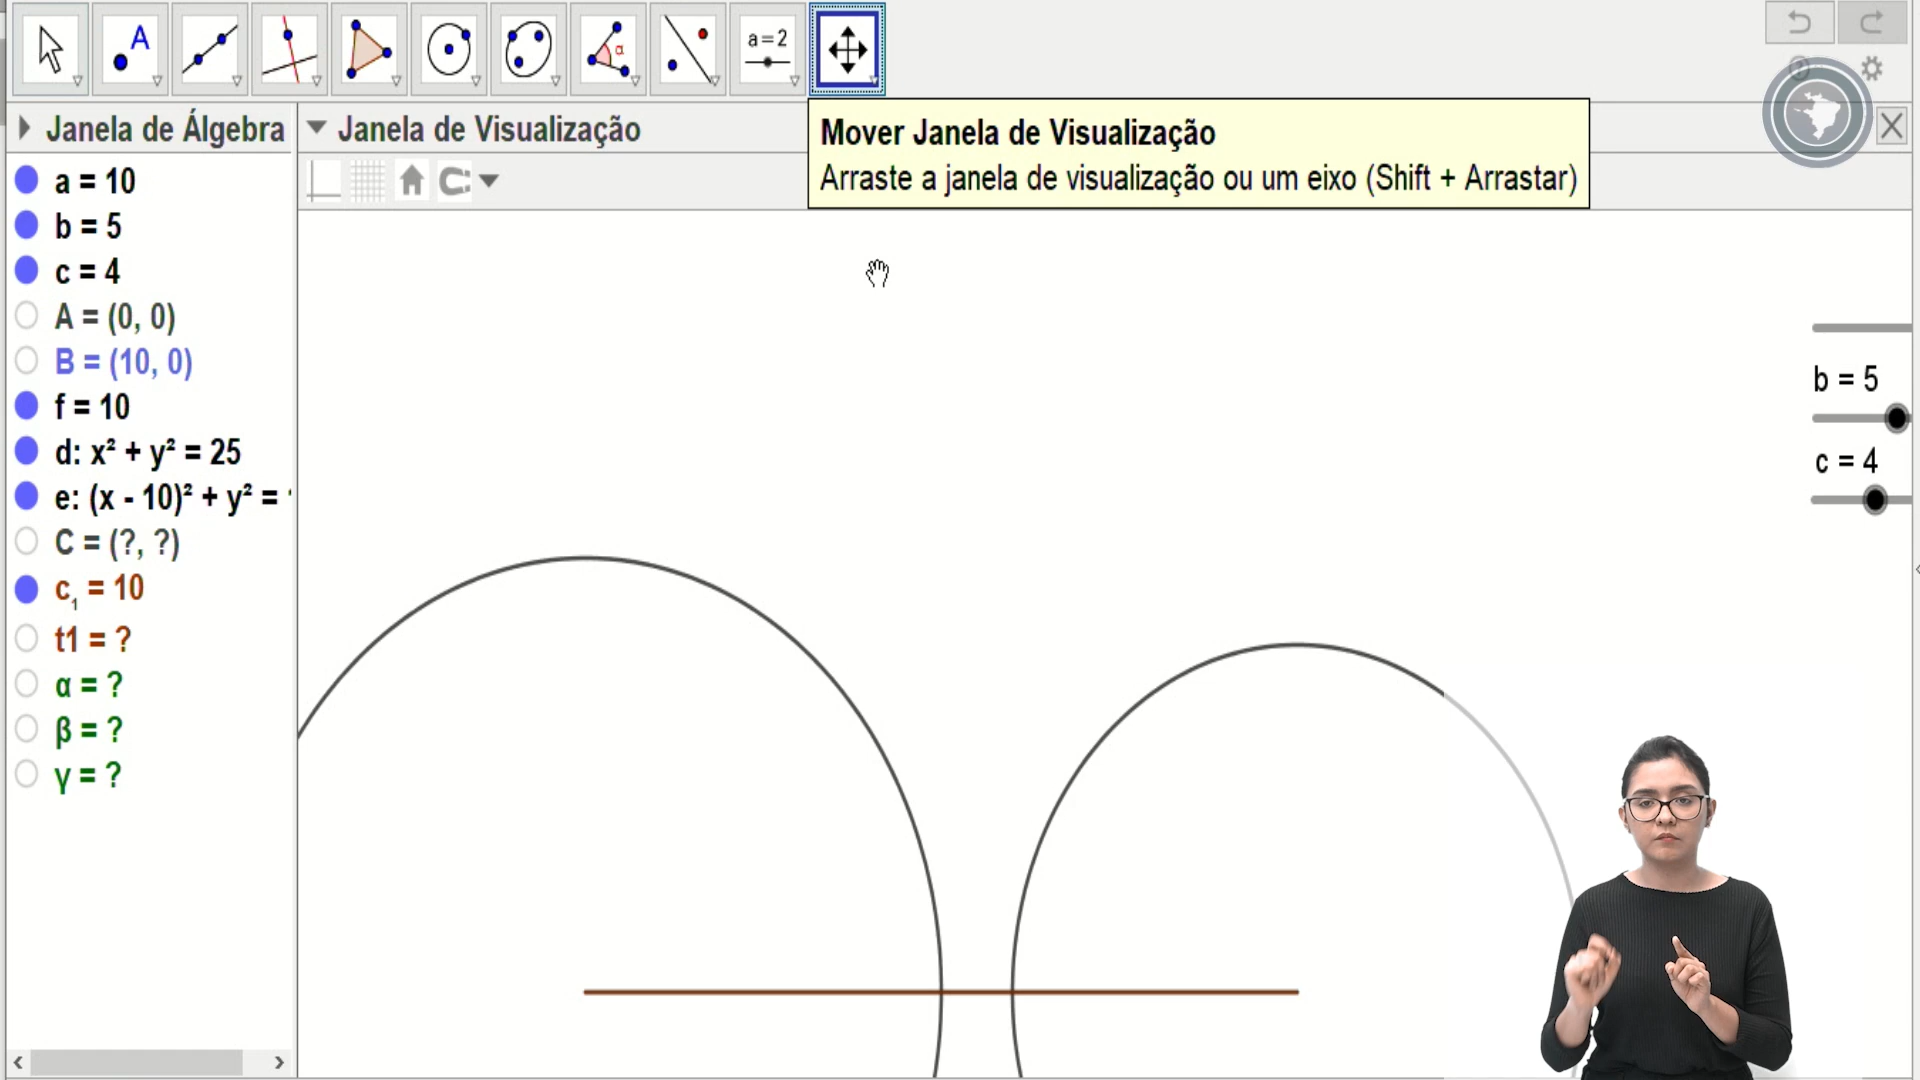 A
α
a = 2
Janela de Álgebra
Janela de Visualização
Mover Janela de Visualização
Arraste a janela de visualização ou um eixo (Shift + Arrastar)
a = 10
b = 5
c = 4
A = (0, 0)
B = (10, 0)
f = 10
d: x² + y² = 25
e: (x - 10)² + y² =
C = (?, ?)
c₁ = 10
t1 = ?
α = ?
β = ?
γ = ?
b = 5
c = 4